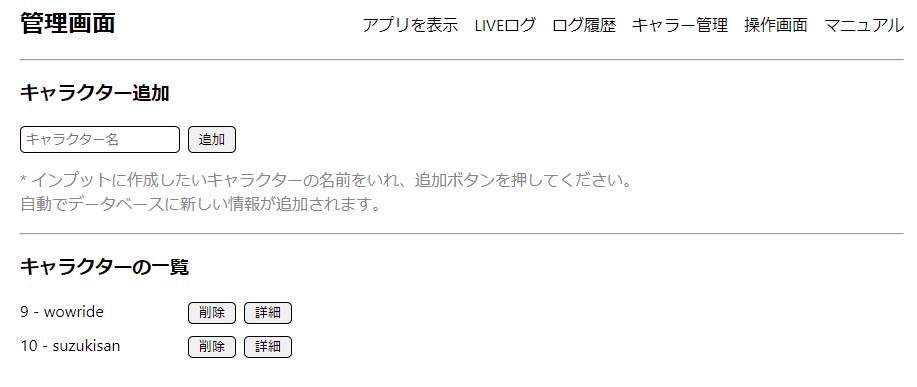 管理画面
アプリを表示 LIVEログ ログ履歴 キャラー管理 操作画面 マニュアル
キャラクター追加
キャラクター名 追加
* インプットに作成したいキャラクターの名前をいれ、追加ボタンを押してください。
自動でデータベースに新しい情報が追加されます。
キャラクターの一覧
9 - wowride 削除 詳細
10 - suzukisan 削除 詳細